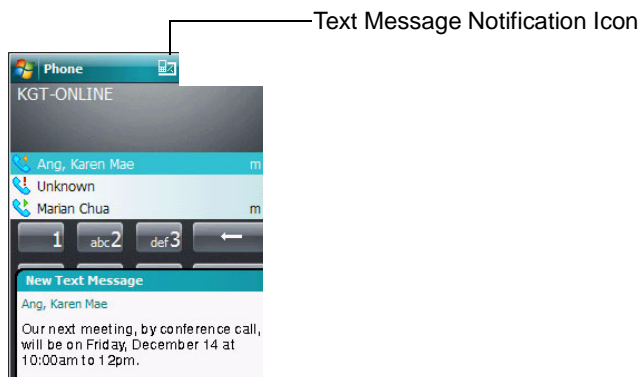 Text Message Notification Icon
Phone
KGT-ONLINE
Ang, Karen Mae m
Unknown
Marian Chua m
1 abc2 def3
New Text Message
Ang, Karen Mae
Our next meeting, by conference call,
will be on Friday, December 14 at
10:00am to 12pm.